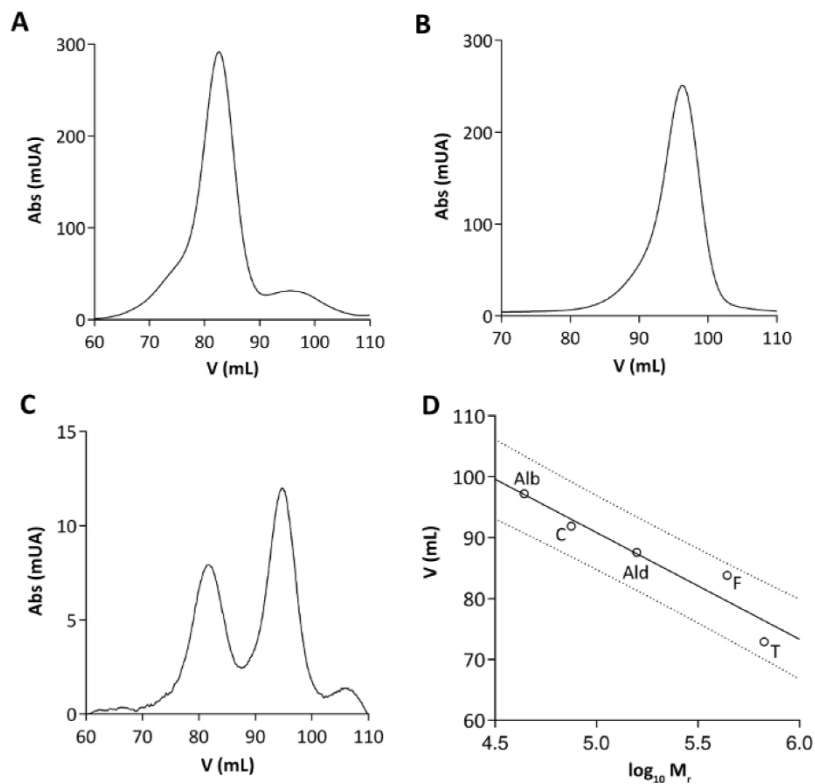 A
Abs (mUA)
300
200
100
0
60 70 80 90 100 110
V (mL)
B
Abs (mUA)
300
200
100
0
70 80 90 100 110
V (mL)
C
Abs (mUA)
15
10
5
0
60 70 80 90 100 110
V (mL)
D
V (mL)
110
100
90
80
70
60
Alb
C
Ald
F
T
4.5 5.0 5.5 6.0
log10 Mr